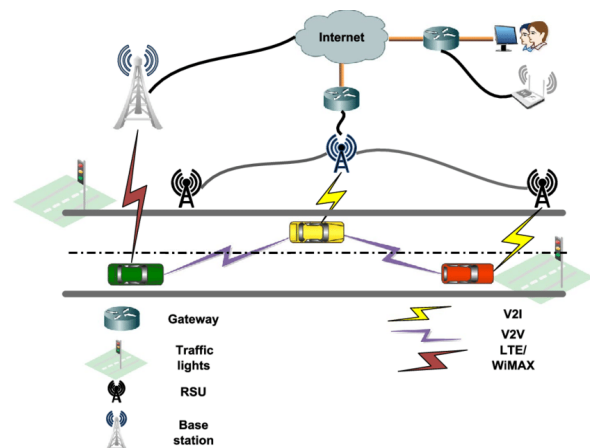 Internet
Gateway
Traffic
lights
RSU
Base
station
V2I
V2V
LTE/
WiMAX